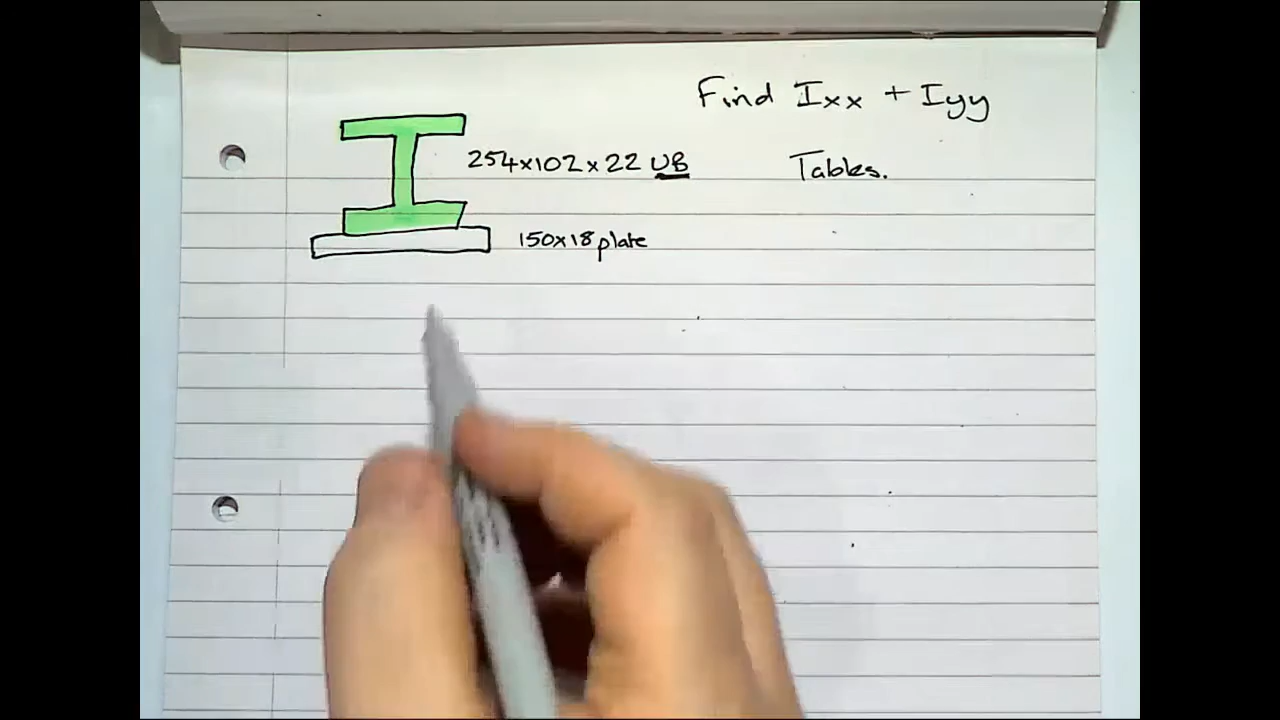 Find Ixx + Iyy
254x102x22 UB
Tables.
150x18 plate